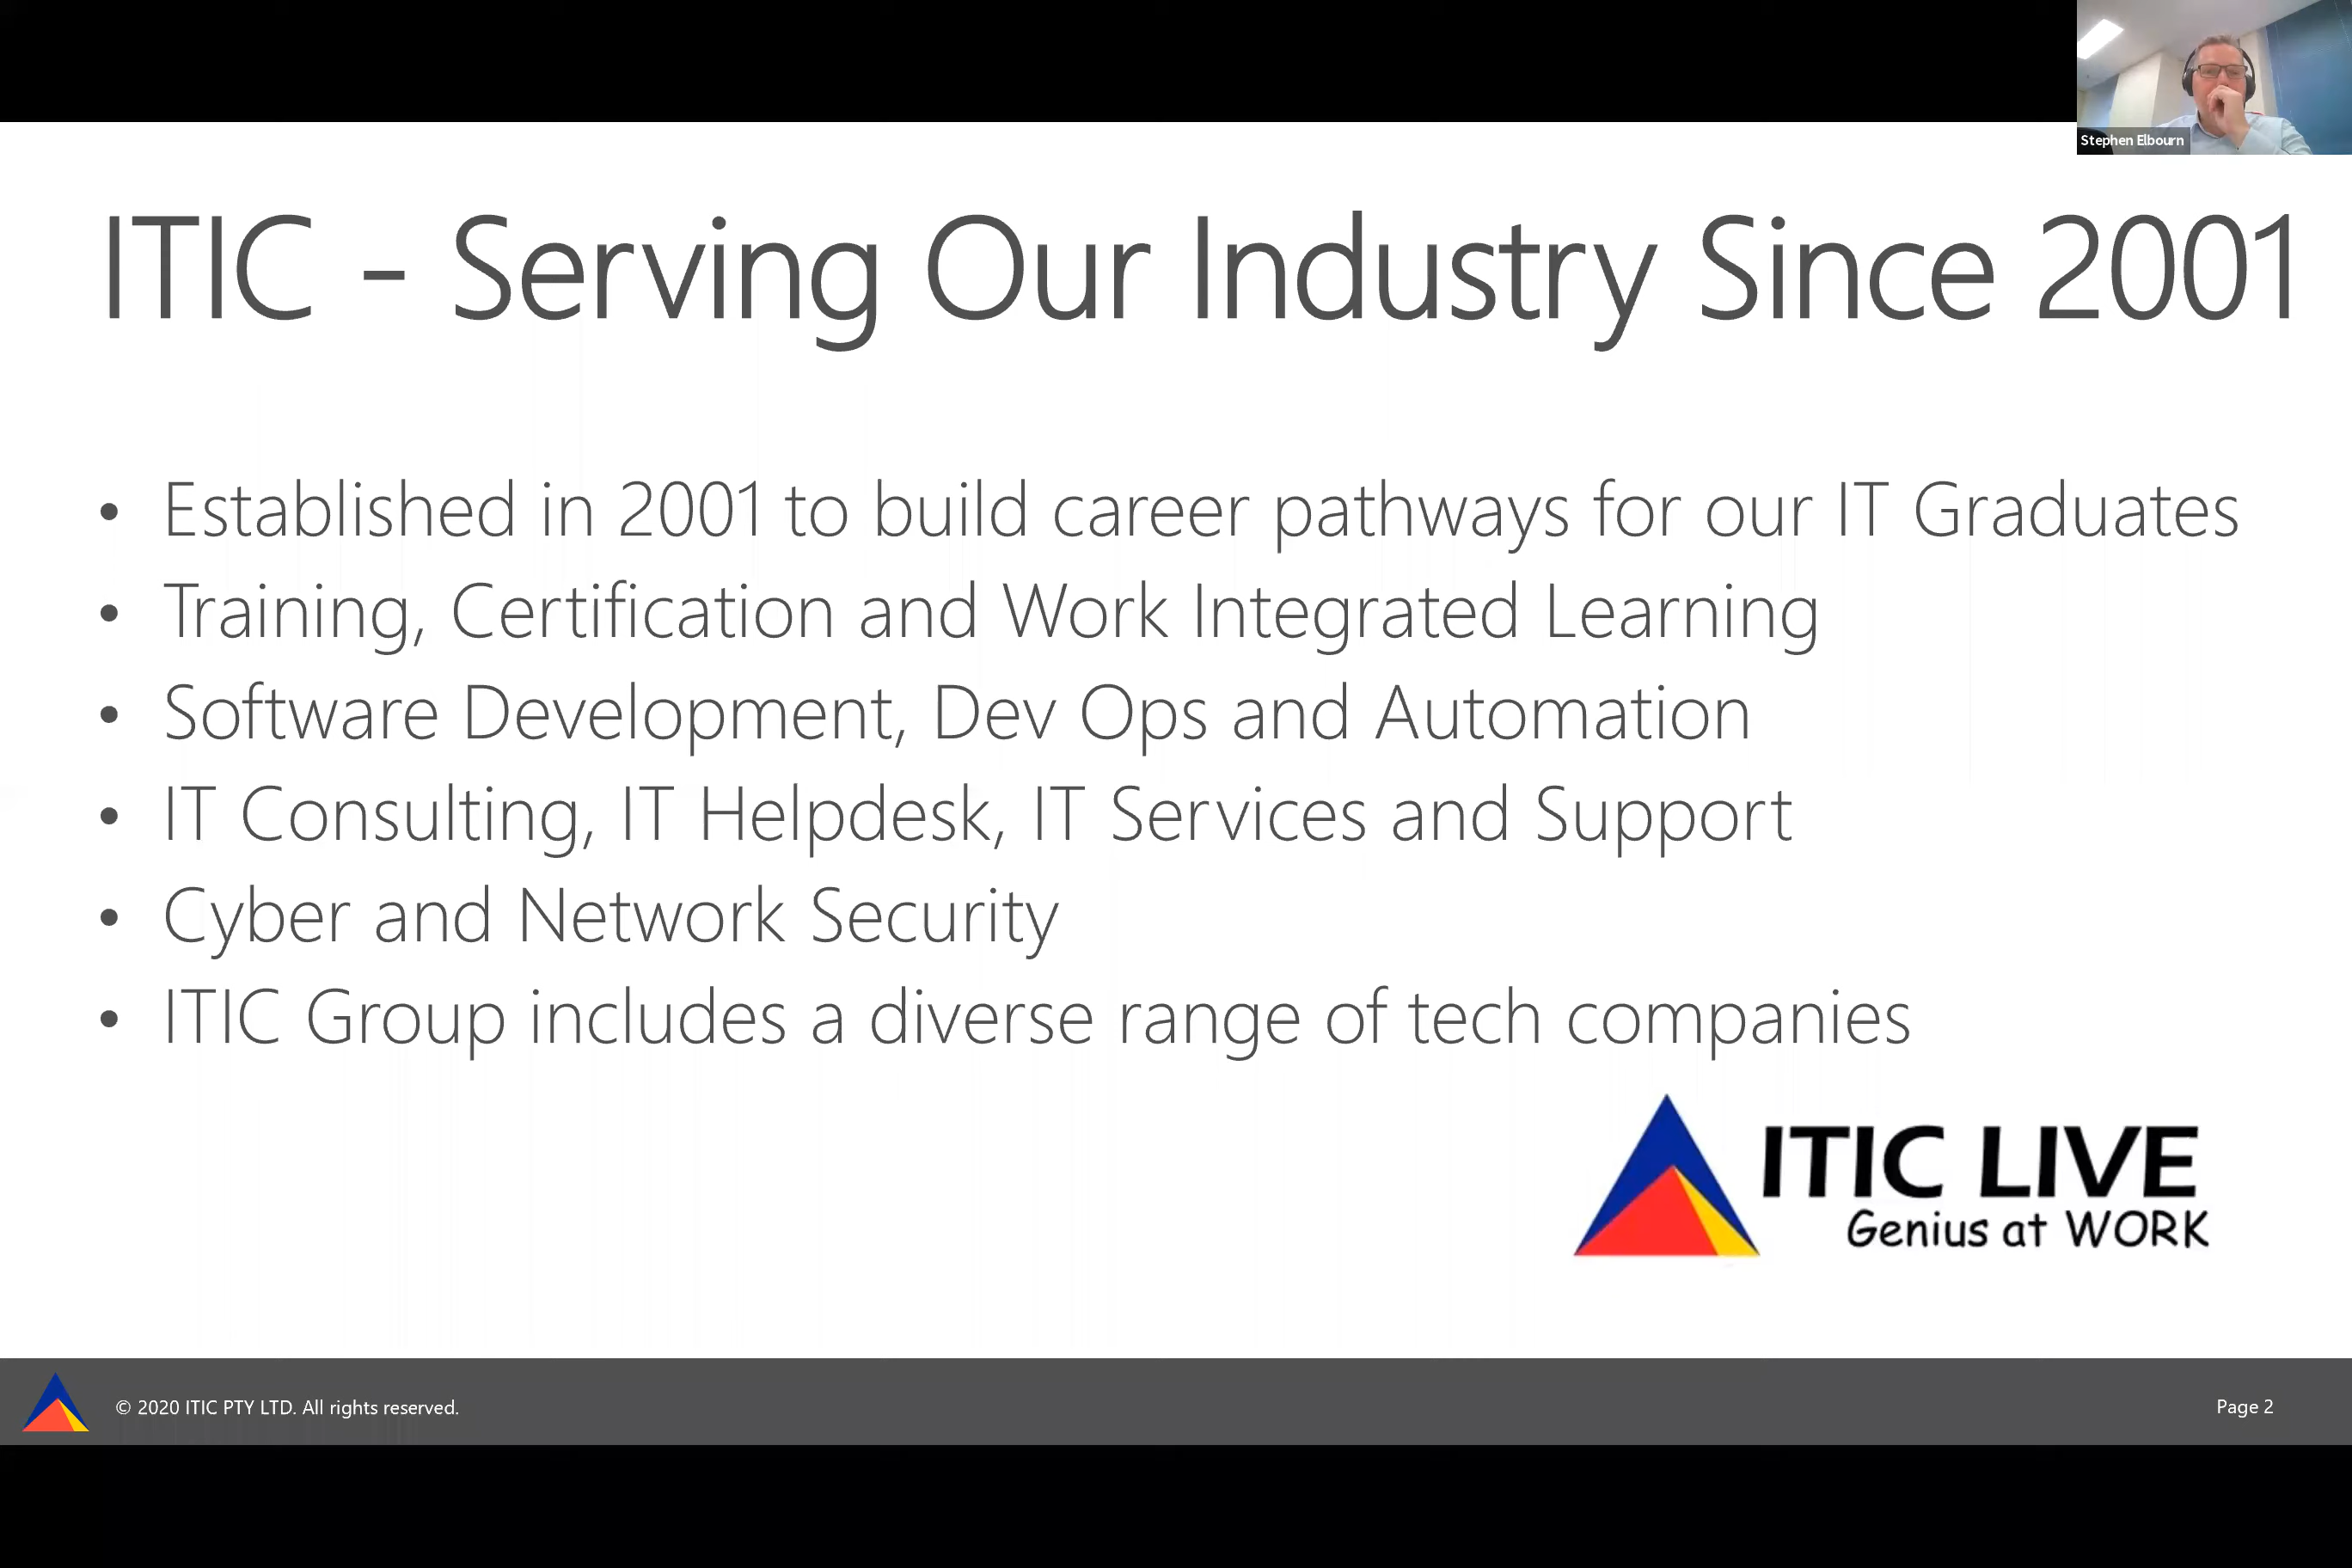 Stephen Elbourn
ITIC - Serving Our Industry Since 2001
• Established in 2001 to build career pathways for our IT Graduates
• Training, Certification and Work Integrated Learning
• Software Development, Dev Ops and Automation
• IT Consulting, IT Helpdesk, IT Services and Support
• Cyber and Network Security
• ITIC Group includes a diverse range of tech companies
ITIC LIVE
Genius at WORK
© 2020 ITIC PTY LTD. All rights reserved.
Page 2